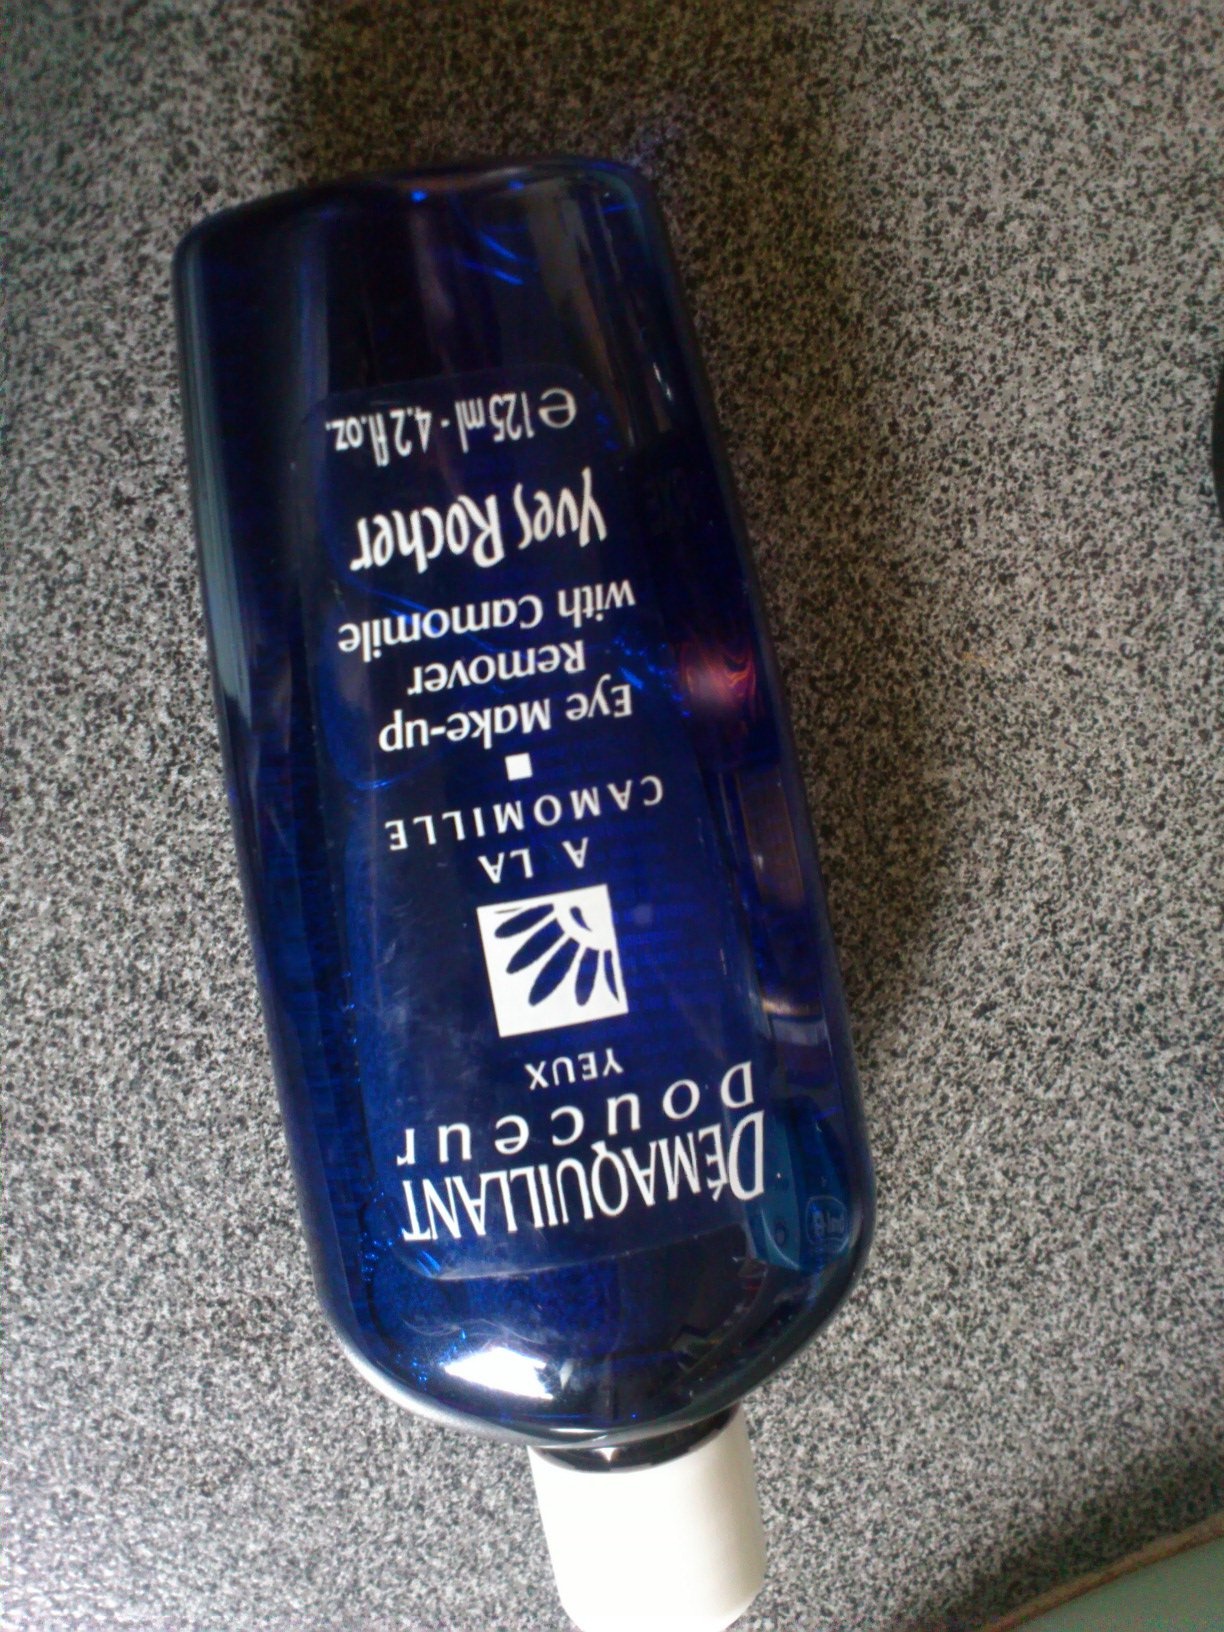 DÉMAQUILLANT
DOUCEUR
YEUX
A LA
CAMOMILLE
Eye Make-up
Remover
with Camomile
Yves Rocher
℮125 ml - 4.2 fl.oz.